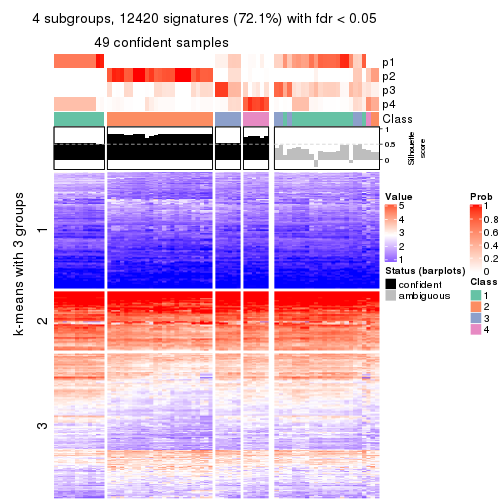 4 subgroups, 12420 signatures (72.1%) with fdr < 0.05
49 confident samples
p1
p2
p3
p4
Class
1
0.5
0
Silhouette
score
k-means with 3 groups
1
2
3
Value
5
4
3
2
1
Status (barplots)
confident
ambiguous
Prob
1
0.8
0.6
0.4
0.2
0
Class
1
2
3
4